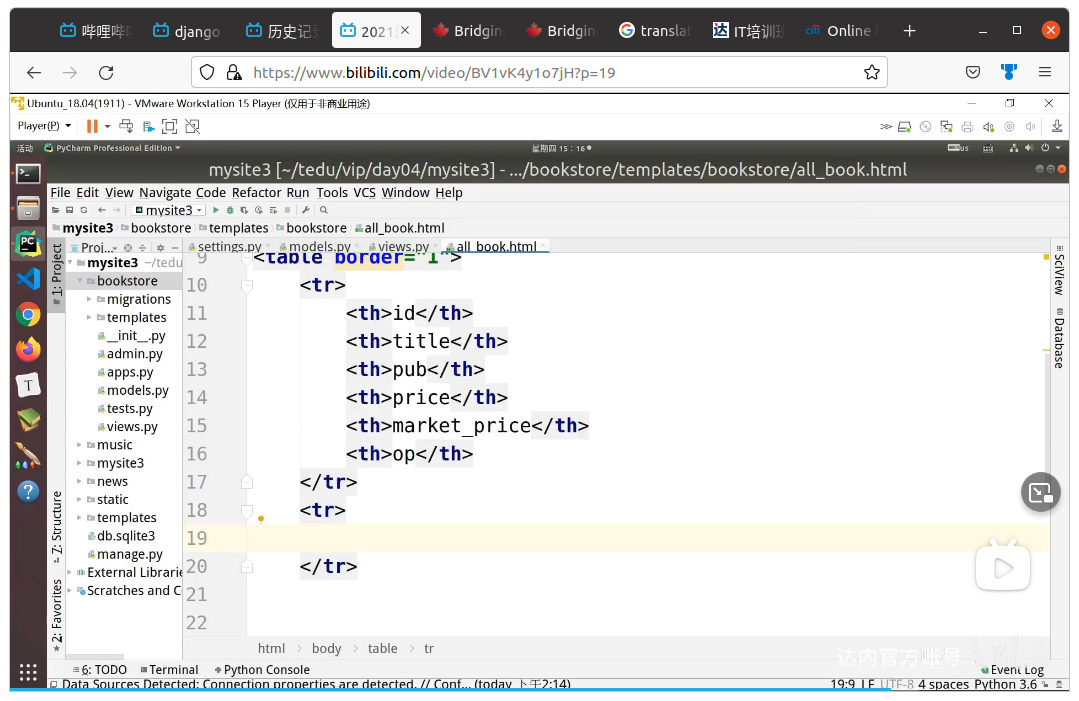 哔哩哔哩 django 历史记录 2021 Bridgin Bridgin translat IT培训班 Online
https://www.bilibili.com/video/BV1vK4y1o7jH?p=19
Ubuntu_18.04(1911) - VMware Workstation 15 Player (仅用于非商业用途)
Player(P)
活动 PyCharm Professional Edition 星期四 15：16
mysite3 [~/tedu/vip/day04/mysite3] - .../bookstore/templates/bookstore/all_book.html
File Edit View Navigate Code Refactor Run Tools VCS Window Help
mysite3
mysite3 bookstore templates bookstore all_book.html
Proj... settings.py models.py views.py all_book.html
1: Project
Z: Structure
2: Favorites
mysite3 ~/tedu
bookstore
migrations
templates
__init__.py
admin.py
apps.py
models.py
tests.py
views.py
music
mysite3
news
static
templates
db.sqlite3
manage.py
External Librarie
Scratches and C
9 <table border="1">
10 <tr>
11 <th>id</th>
12 <th>title</th>
13 <th>pub</th>
14 <th>price</th>
15 <th>market_price</th>
16 <th>op</th>
17 </tr>
18 <tr>
19
20 </tr>
21
22
SciView
Database
html body table tr
达内官方账号
6: TODO Terminal Python Console Event Log
Data Sources Detected: Connection properties are detected. // Conf... (today 下午2:14) 19:9 LF UTF-8 4 spaces Python 3.6